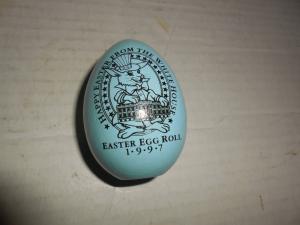 HAPPY EASTER FROM THE WHITE HOUSE
EASTER EGG ROLL
1•9•9•7